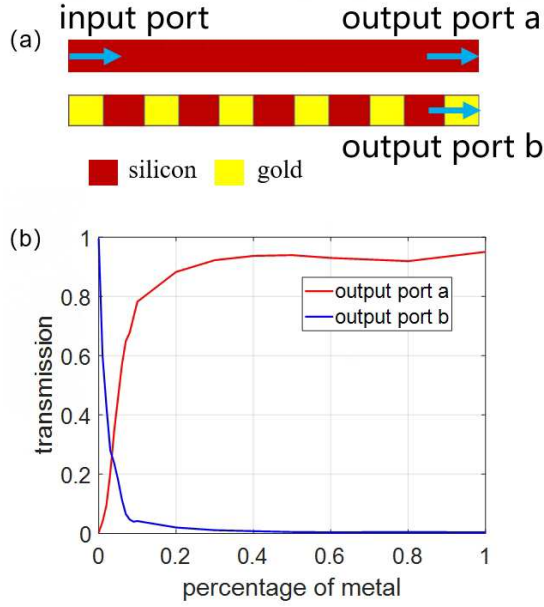 (a)
input port
output port a
output port b
silicon
gold
(b)
1
0.8
0.6
0.4
0.2
0
transmission
output port a
output port b
0
0.2
0.4
0.6
0.8
1
percentage of metal